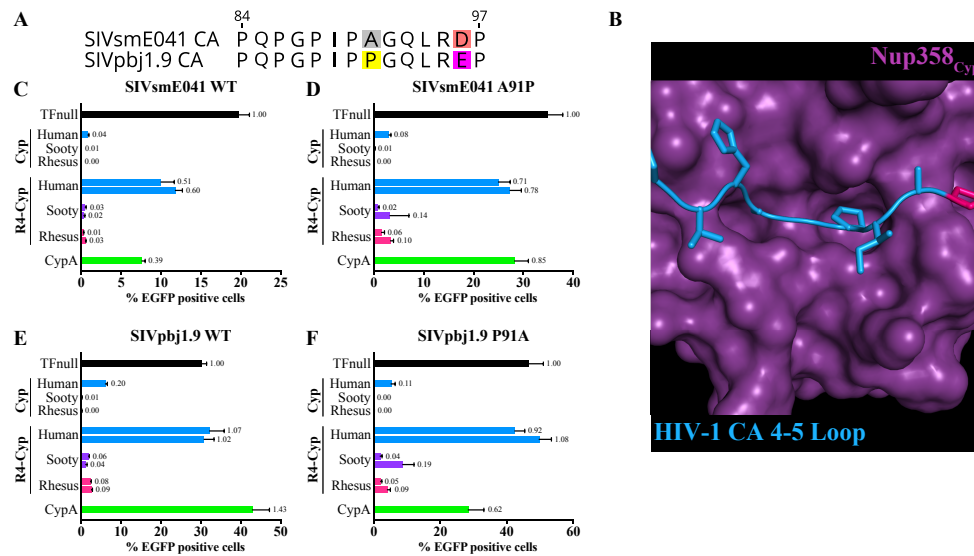 A
84 97
SIVsmE041 CA P Q P G P I P A G Q L R D P
SIVpbj1.9 CA P Q P G P I P P G Q L R E P
B
Nup358Cyp
HIV-1 CA 4-5 Loop
C
SIVsmE041 WT
TFnull 1.00
Cyp
Human 0.04
Sooty 0.01
Rhesus 0.00
R4-Cyp
Human 0.51
0.60
Sooty 0.03
0.02
Rhesus 0.01
0.03
CypA 0.39
0 5 10 15 20 25
% EGFP positive cells
D
SIVsmE041 A91P
TFnull 1.00
Cyp
Human 0.08
Sooty 0.01
Rhesus 0.00
R4-Cyp
Human 0.71
0.78
Sooty 0.02
0.14
Rhesus 0.06
0.10
CypA 0.85
0 10 20 30 40
% EGFP positive cells
E
SIVpbj1.9 WT
TFnull 1.00
Cyp
Human 0.20
Sooty 0.01
Rhesus 0.00
R4-Cyp
Human 1.07
1.02
Sooty 0.06
0.04
Rhesus 0.08
0.09
CypA 1.43
0 10 20 30 40 50
% EGFP positive cells
F
SIVpbj1.9 P91A
TFnull 1.00
Cyp
Human 0.11
Sooty 0.00
Rhesus 0.00
R4-Cyp
Human 0.92
1.08
Sooty 0.04
0.19
Rhesus 0.05
0.09
CypA 0.62
0 20 40 60
% EGFP positive cells